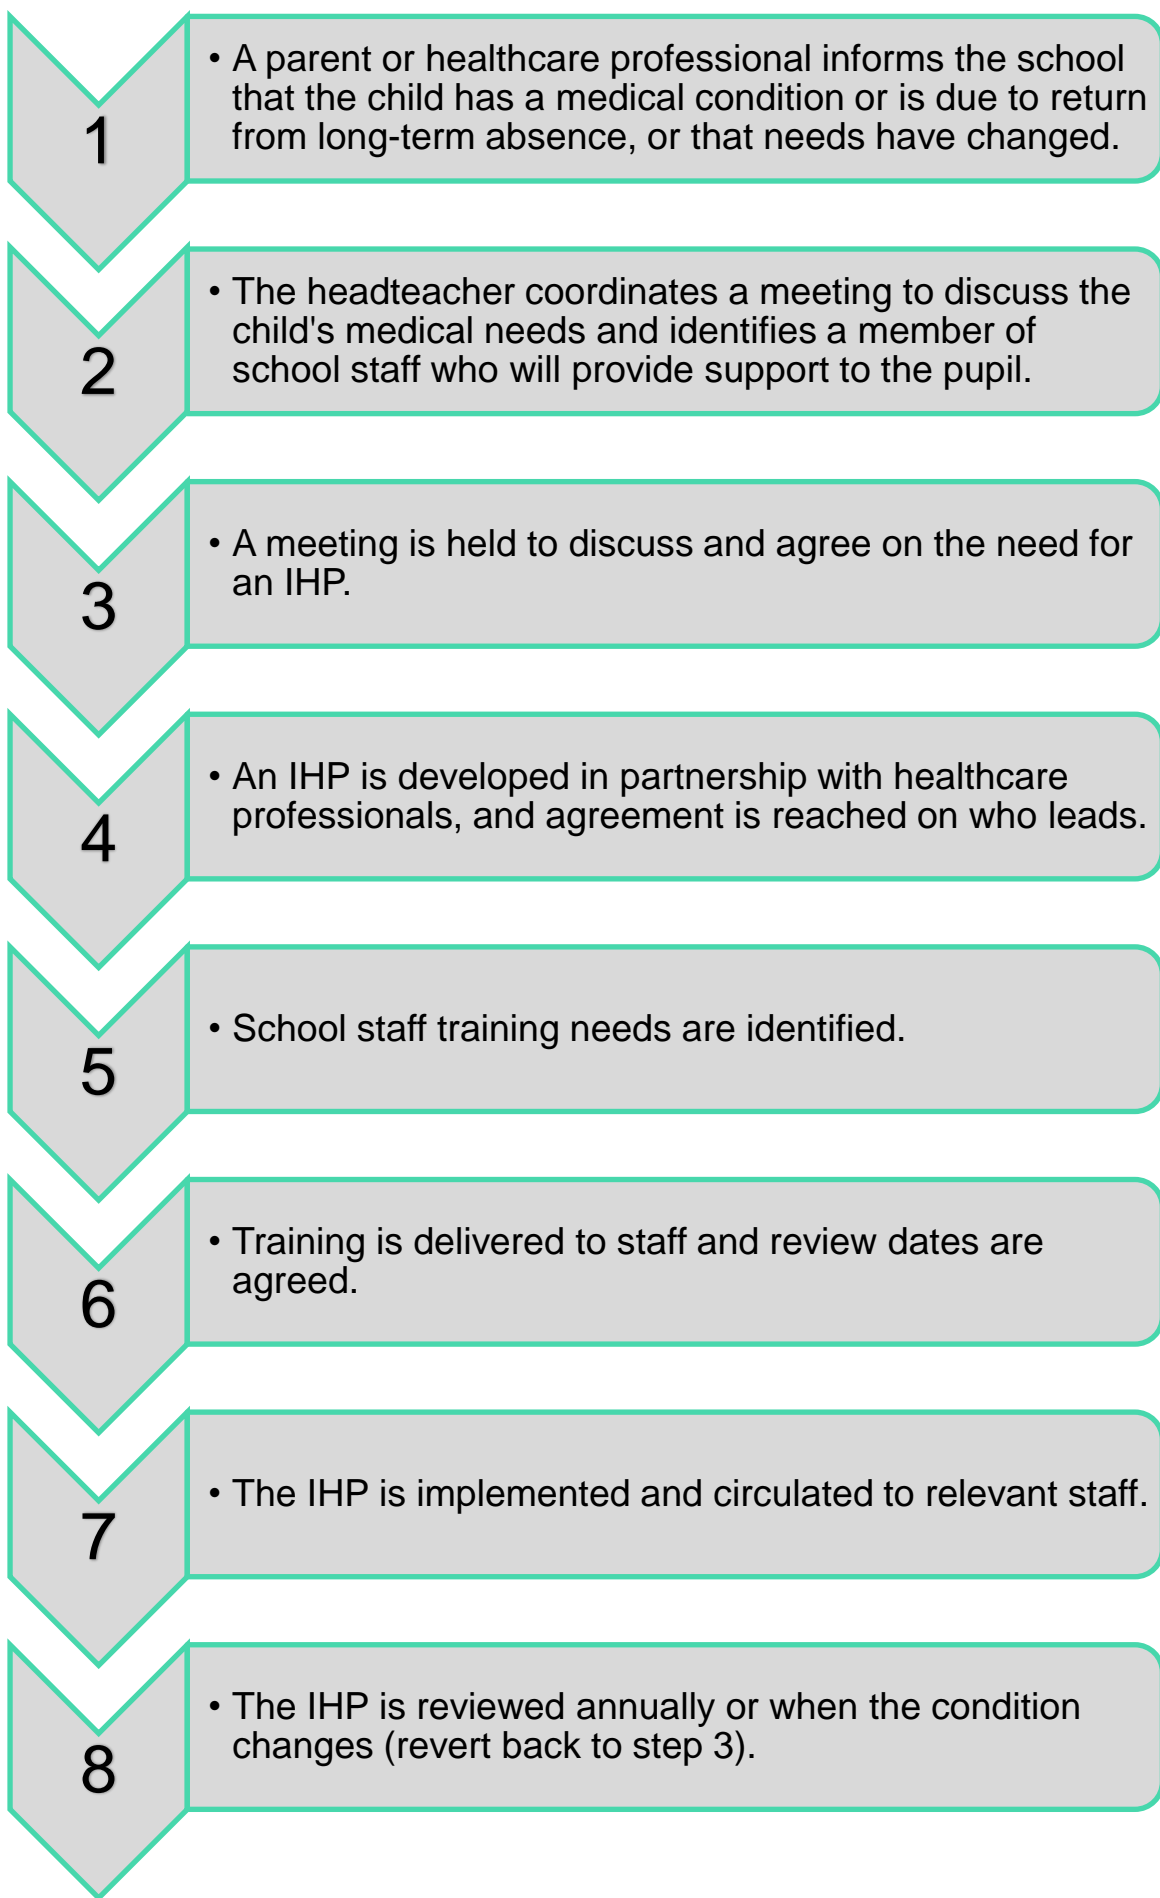 1
• A parent or healthcare professional informs the school
that the child has a medical condition or is due to return
from long-term absence, or that needs have changed.
2
• The headteacher coordinates a meeting to discuss the
child's medical needs and identifies a member of
school staff who will provide support to the pupil.
3
• A meeting is held to discuss and agree on the need for
an IHP.
4
• An IHP is developed in partnership with healthcare
professionals, and agreement is reached on who leads.
5
• School staff training needs are identified.
6
• Training is delivered to staff and review dates are
agreed.
7
• The IHP is implemented and circulated to relevant staff.
8
• The IHP is reviewed annually or when the condition
changes (revert back to step 3).